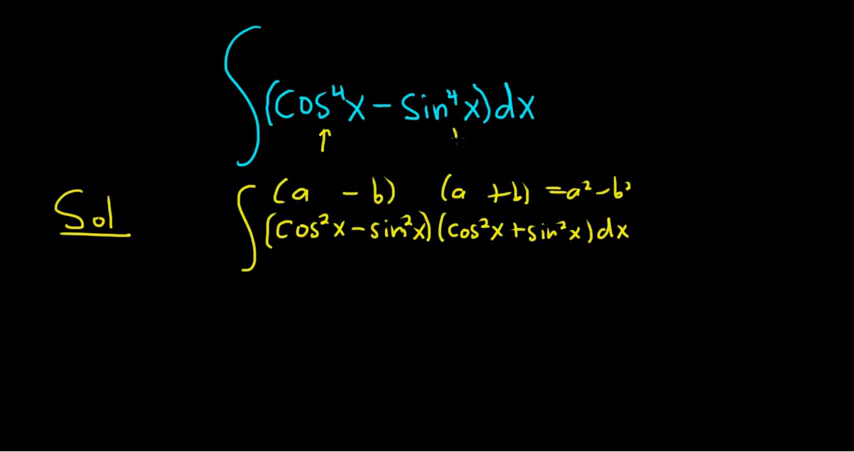 ∫(cos⁴x − sin⁴x)dx
(a − b) (a + b) = a² − b²
Sol ∫(cos²x − sin²x)(cos²x + sin²x)dx